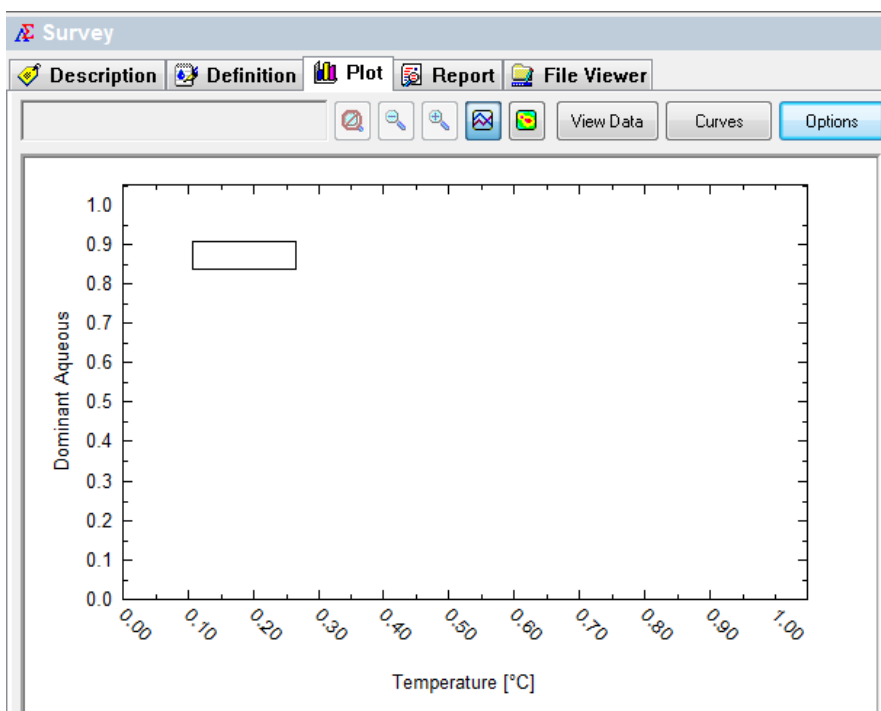 Survey
Description Definition Plot Report File Viewer
View Data Curves Options
1.0
0.9
0.8
0.7
0.6
0.5
0.4
0.3
0.2
0.1
0.0
Dominant Aqueous
0.00 0.10 0.20 0.30 0.40 0.50 0.60 0.70 0.80 0.90 1.00
Temperature [°C]